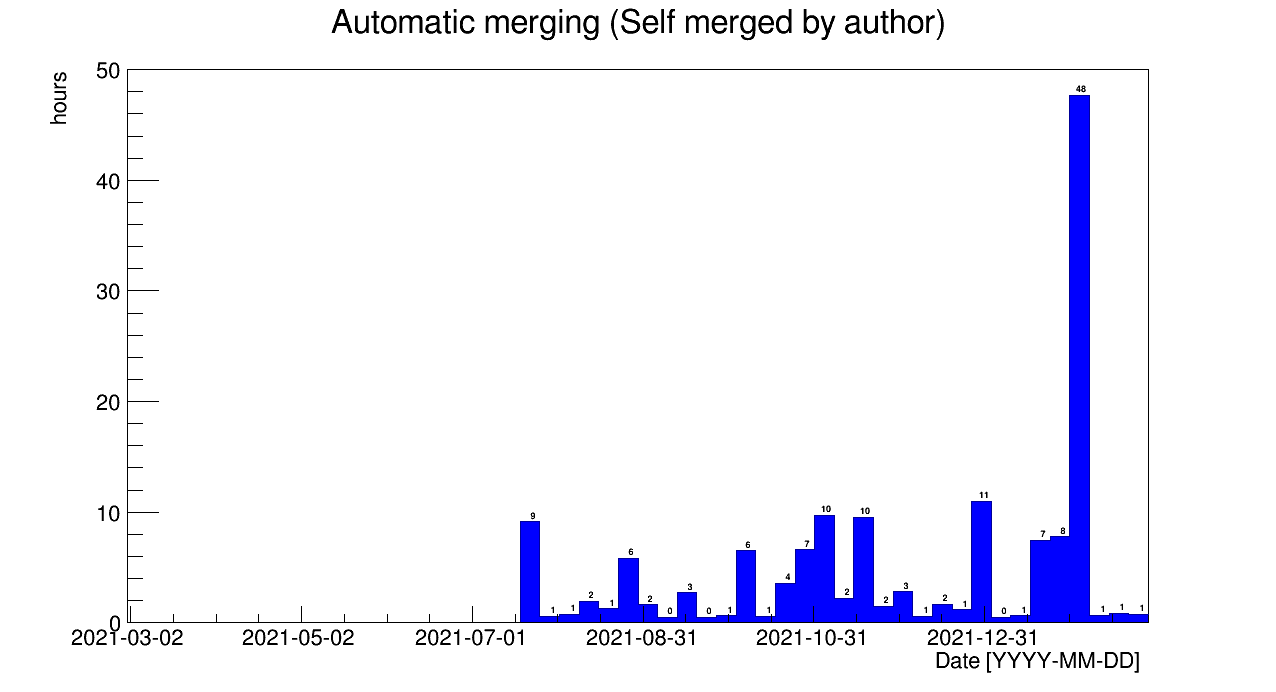 Automatic merging (Self merged by author)
hours
50
40
30
20
10
0
9 1 1 2 1 6 2 0 3 0 1 6 1 4 7 10 2 10 2 3 1 2 1 11 0 1 7 8 48 1 1 1
2021-03-02 2021-05-02 2021-07-01 2021-08-31 2021-10-31 2021-12-31
Date [YYYY-MM-DD]